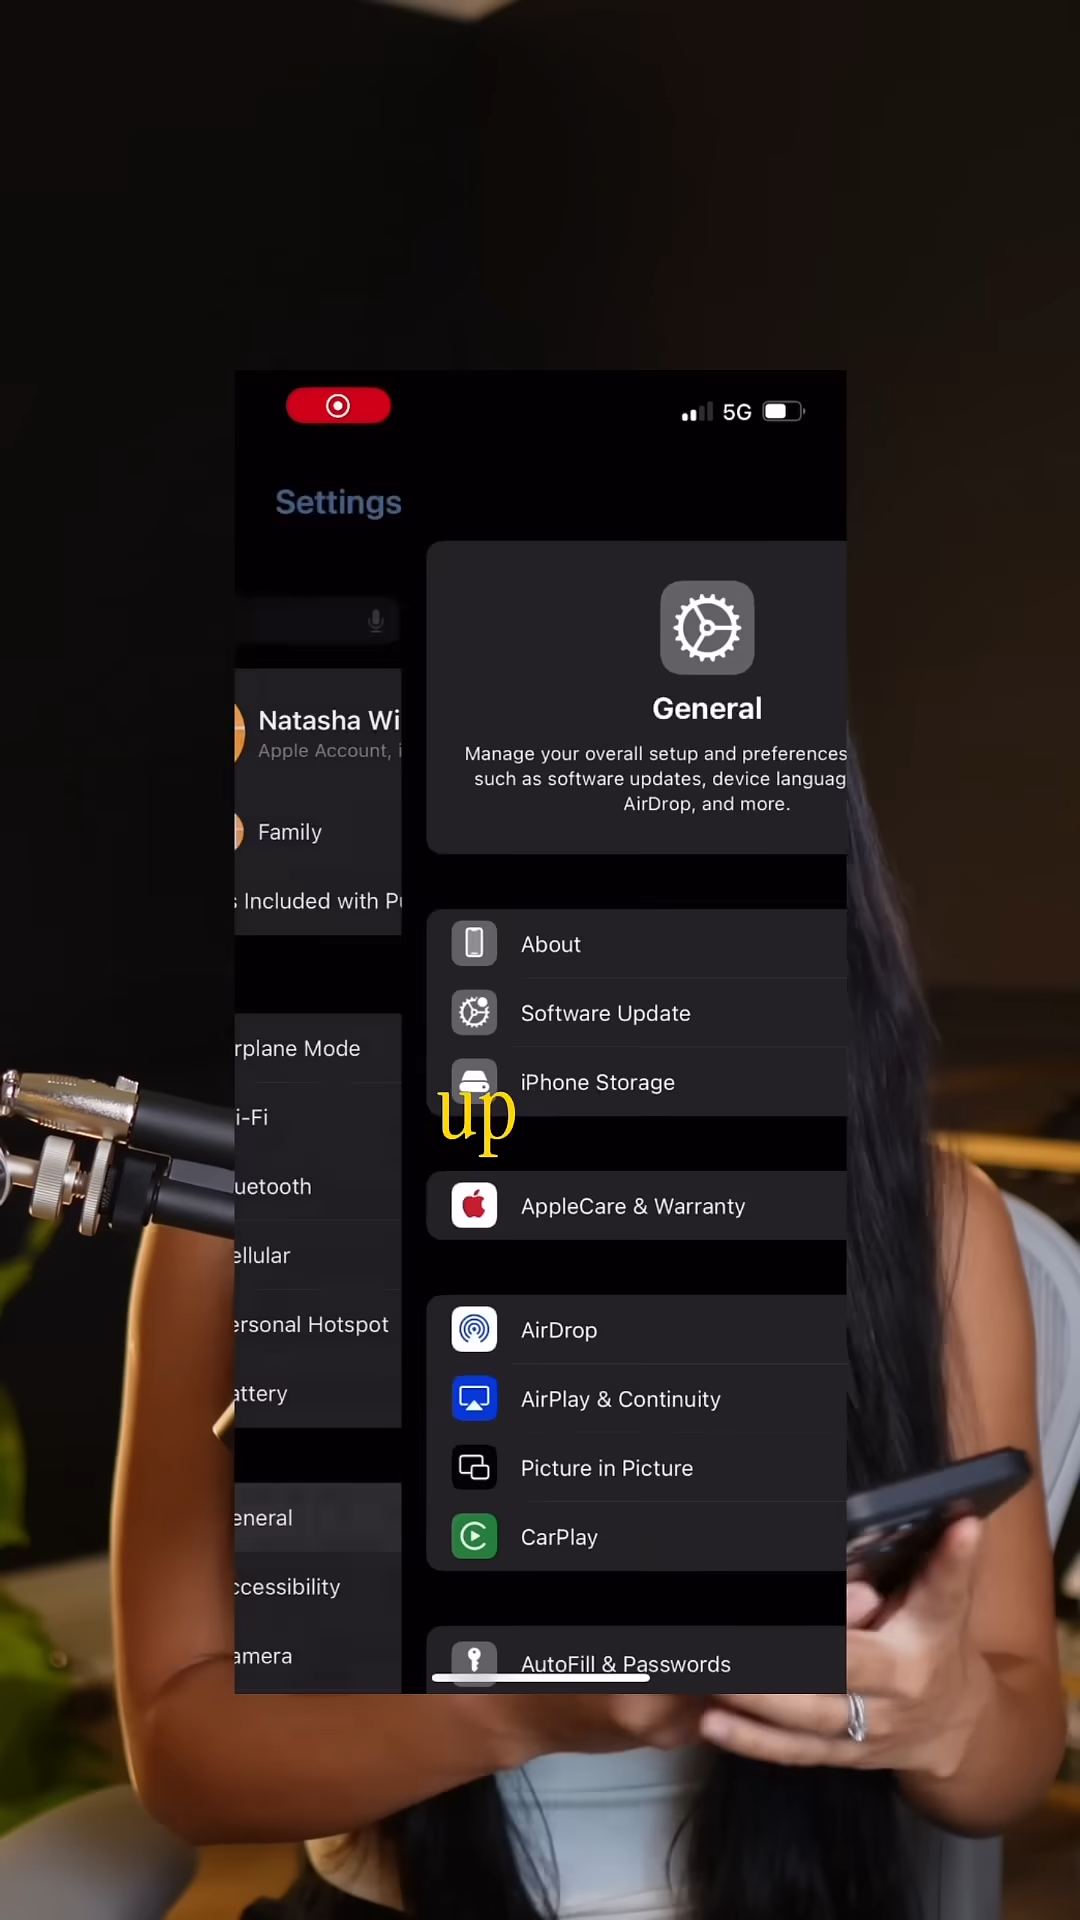 5G
Settings
Natasha Wi
Apple Account, i
Family
s Included with Pu
rplane Mode
i-Fi
uetooth
ellular
ersonal Hotspot
attery
eneral
ccessibility
amera
General
Manage your overall setup and preferences
such as software updates, device languag
AirDrop, and more.
About
Software Update
iPhone Storage
up
AppleCare & Warranty
AirDrop
AirPlay & Continuity
Picture in Picture
CarPlay
AutoFill & Passwords